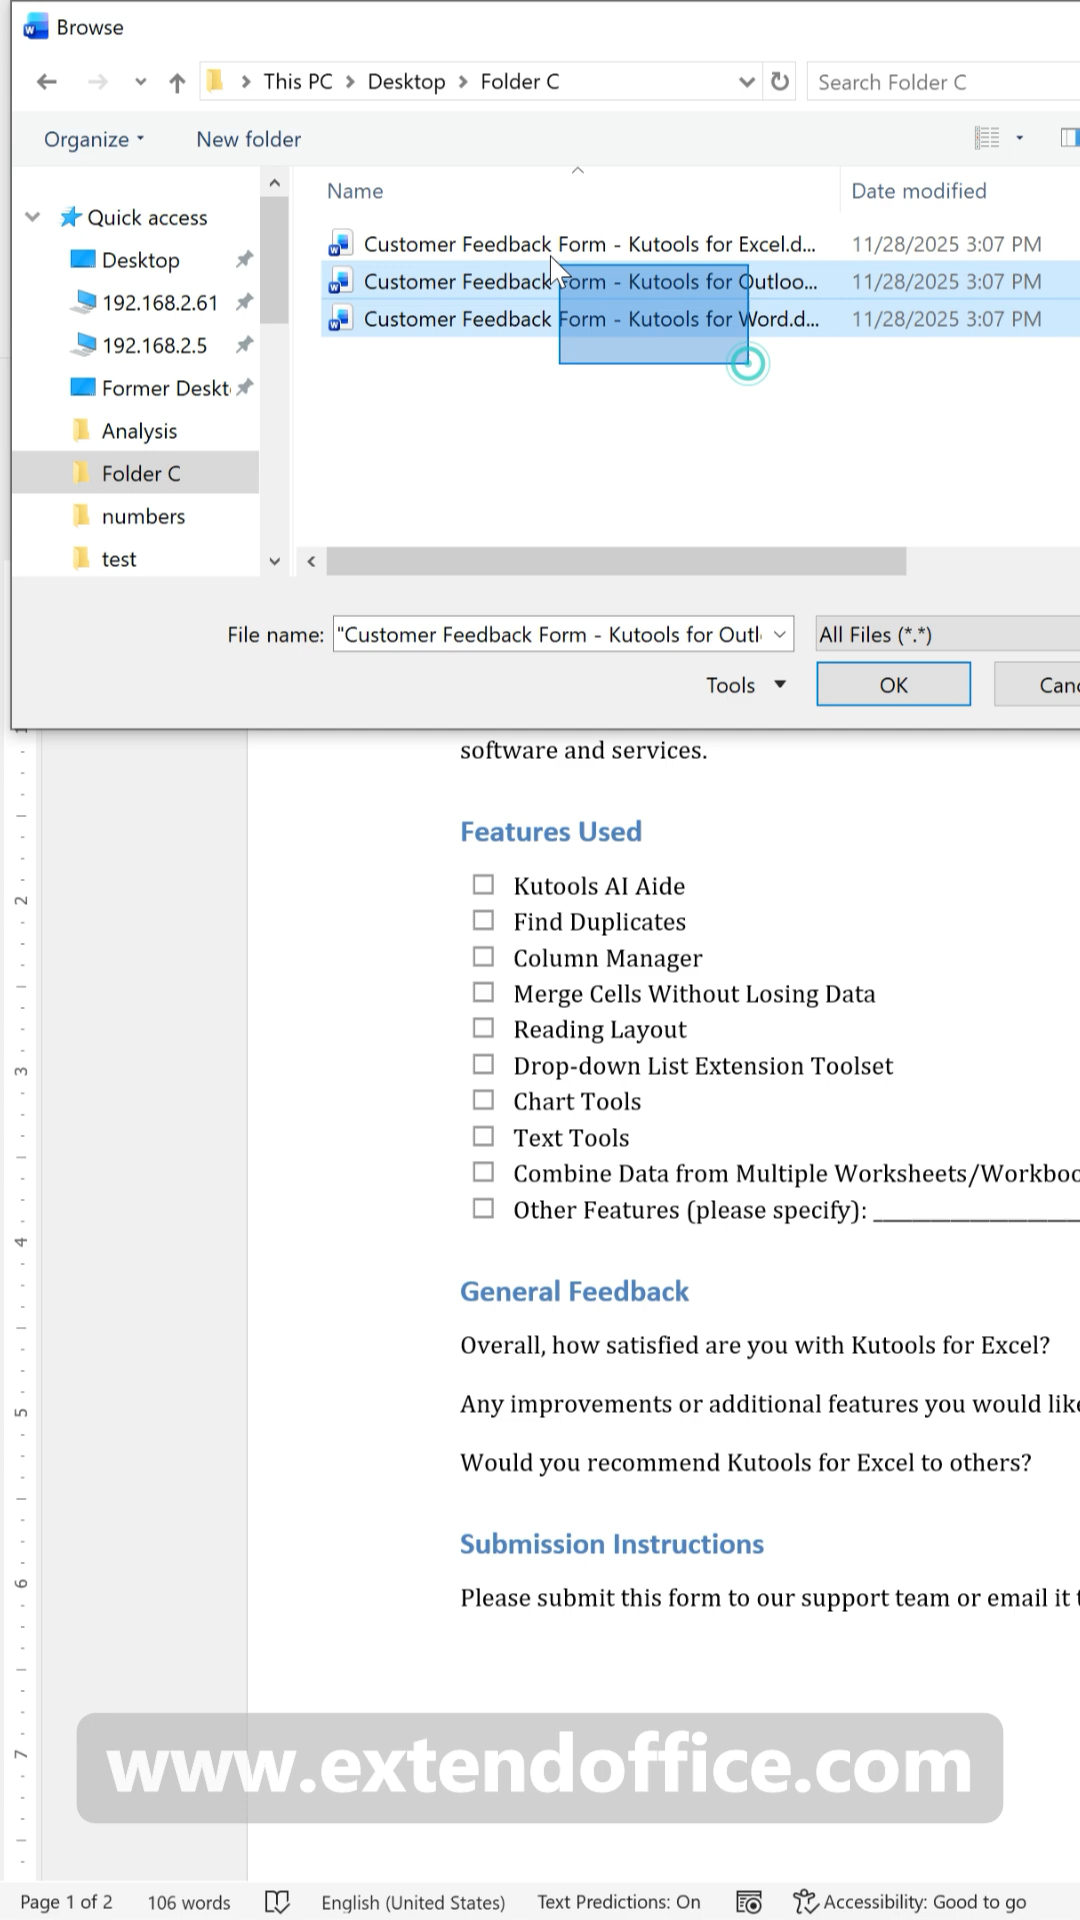 Browse
This PC > Desktop > Folder C
Search Folder C
Organize
New folder
Name
Date modified
Quick access
Desktop
192.168.2.61
192.168.2.5
Former Deskt
Analysis
Folder C
numbers
test
Customer Feedback Form - Kutools for Excel.d... 11/28/2025 3:07 PM
Customer Feedback Form - Kutools for Outloo... 11/28/2025 3:07 PM
Customer Feedback Form - Kutools for Word.d... 11/28/2025 3:07 PM
File name: "Customer Feedback Form - Kutools for Outl
All Files (*.*)
Tools
OK
Canc
software and services.
Features Used
Kutools AI Aide
Find Duplicates
Column Manager
Merge Cells Without Losing Data
Reading Layout
Drop-down List Extension Toolset
Chart Tools
Text Tools
Combine Data from Multiple Worksheets/Workboo
Other Features (please specify): ________________
General Feedback
Overall, how satisfied are you with Kutools for Excel?
Any improvements or additional features you would like
Would you recommend Kutools for Excel to others?
Submission Instructions
Please submit this form to our support team or email it t
2
3
4
5
6
7
www.extendoffice.com
Page 1 of 2
106 words
English (United States)
Text Predictions: On
Accessibility: Good to go